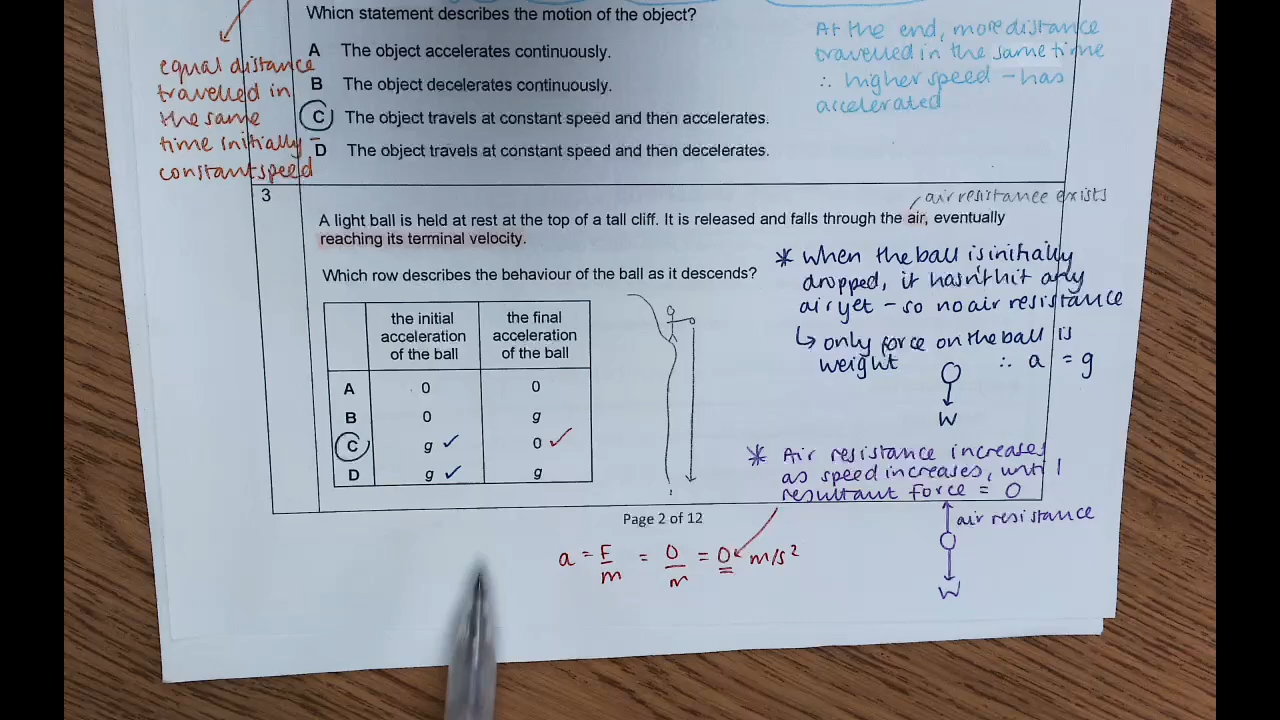 Which statement describes the motion of the object?
A The object accelerates continuously.
B The object decelerates continuously.
C The object travels at constant speed and then accelerates.
D The object travels at constant speed and then decelerates.
equal distance
travelled in
the same
time initially –
constant speed
At the end, more distance
travelled in the same time
∴ higher speed – has
accelerated
3
air resistance exists
A light ball is held at rest at the top of a tall cliff. It is released and falls through the air, eventually
reaching its terminal velocity.
Which row describes the behaviour of the ball as it descends?
the initial acceleration of the ball the final acceleration of the ball
A 0 0
B 0 g
C g ✓ 0 ✓
D g ✓ g
* When the ball is initially
dropped, it hasn't hit any
air yet – so no air resistance
↳ only force on the ball is
weight ∴ a = g
W
* Air resistance increases
as speed increases, until
resultant force = 0
air resistance
W
Page 2 of 12
a = F/m = 0/m = 0 m/s²